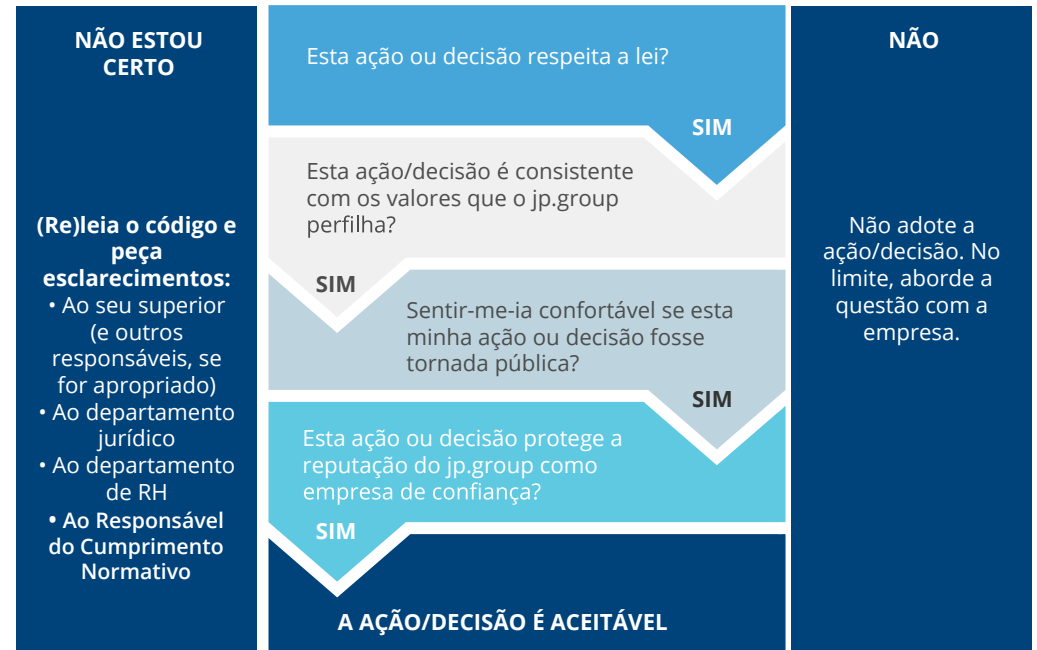 NÃO ESTOU
CERTO
(Re)leia o código e
peça
esclarecimentos:
• Ao seu superior
(e outros
responsáveis, se
for apropriado)
• Ao departamento
jurídico
• Ao departamento
de RH
• Ao Responsável
do Cumprimento
Normativo
Esta ação ou decisão respeita a lei?
SIM
Esta ação/decisão é consistente
com os valores que o jp.group
perfilha?
SIM
Sentir-me-ia confortável se esta
minha ação ou decisão fosse
tornada pública?
SIM
Esta ação ou decisão protege a
reputação do jp.group como
empresa de confiança?
SIM
A AÇÃO/DECISÃO É ACEITÁVEL
NÃO
Não adote a
ação/decisão. No
limite, aborde a
questão com a
empresa.